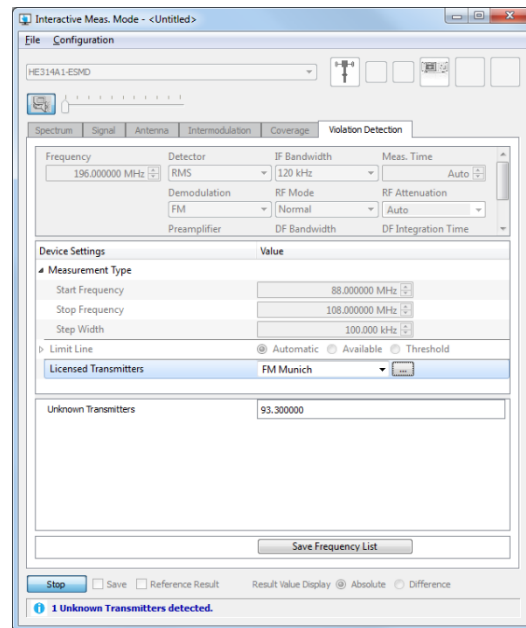 Interactive Meas. Mode - <Untitled>
File Configuration
HE314A1-ESMD
Spectrum Signal Antenna Intermodulation Coverage Violation Detection
Frequency Detector IF Bandwidth Meas. Time
196.000000 MHz RMS 120 kHz Auto
Demodulation RF Mode RF Attenuation
FM Normal Auto
Preamplifier DF Bandwidth DF Integration Time
Device Settings Value
Measurement Type
Start Frequency 88.000000 MHz
Stop Frequency 108.000000 MHz
Step Width 100.000 kHz
Limit Line Automatic Available Threshold
Licensed Transmitters FM Munich ...
Unknown Transmitters 93.300000
Save Frequency List
Stop Save Reference Result Result Value Display Absolute Difference
1 Unknown Transmitters detected.